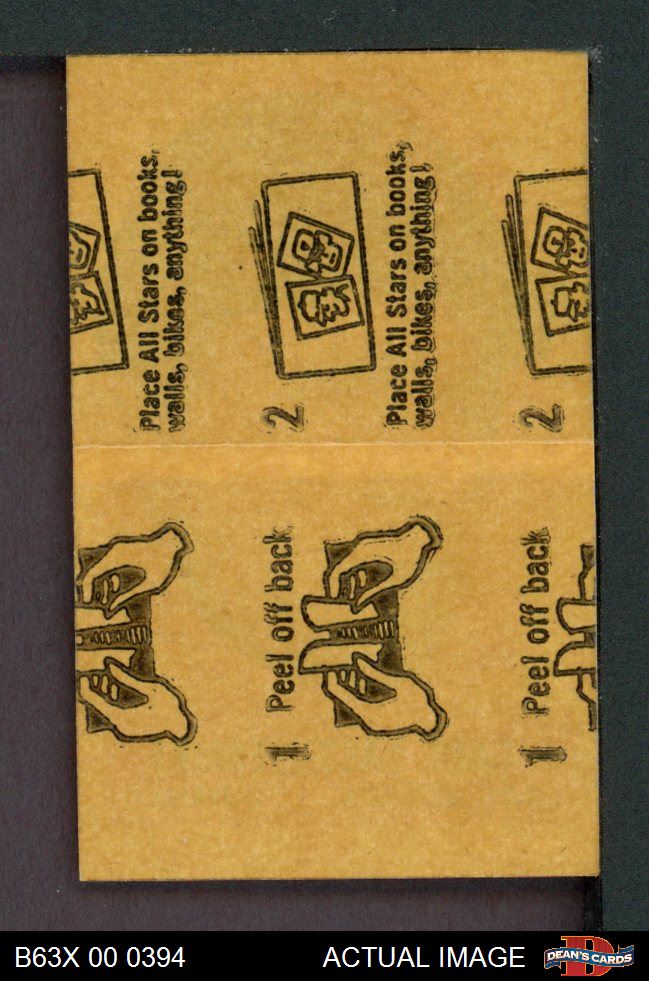 Place All Stars on books,
walls, bikes, anything!
2
Place All Stars on books,
walls, bikes, anything!
2
1 Peel off back
1 Peel off back
B63X 00 0394
ACTUAL IMAGE
DEAN'S CARDS